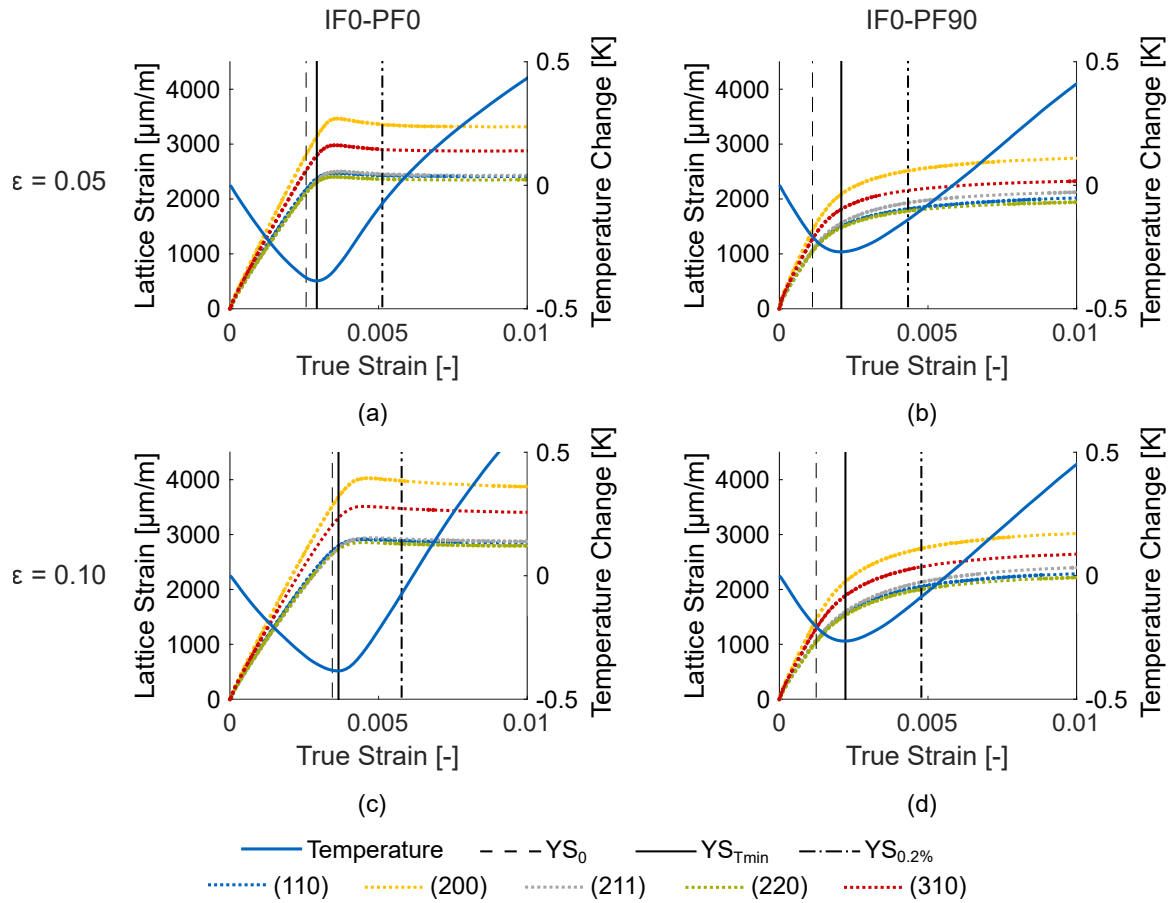 IF0-PF0
IF0-PF90
ε = 0.05
Lattice Strain [µm/m]
4000
3000
2000
1000
0
0
0.005
0.01
True Strain [-]
0.5
0
-0.5
Temperature Change [K]
(a)
Lattice Strain [µm/m]
4000
3000
2000
1000
0
0
0.005
0.01
True Strain [-]
0.5
0
-0.5
Temperature Change [K]
(b)
ε = 0.10
Lattice Strain [µm/m]
4000
3000
2000
1000
0
0
0.005
0.01
True Strain [-]
0.5
0
-0.5
Temperature Change [K]
(c)
Lattice Strain [µm/m]
4000
3000
2000
1000
0
0
0.005
0.01
True Strain [-]
0.5
0
-0.5
Temperature Change [K]
(d)
Temperature YS0 YSTmin YS0.2%
(110) (200) (211) (220) (310)